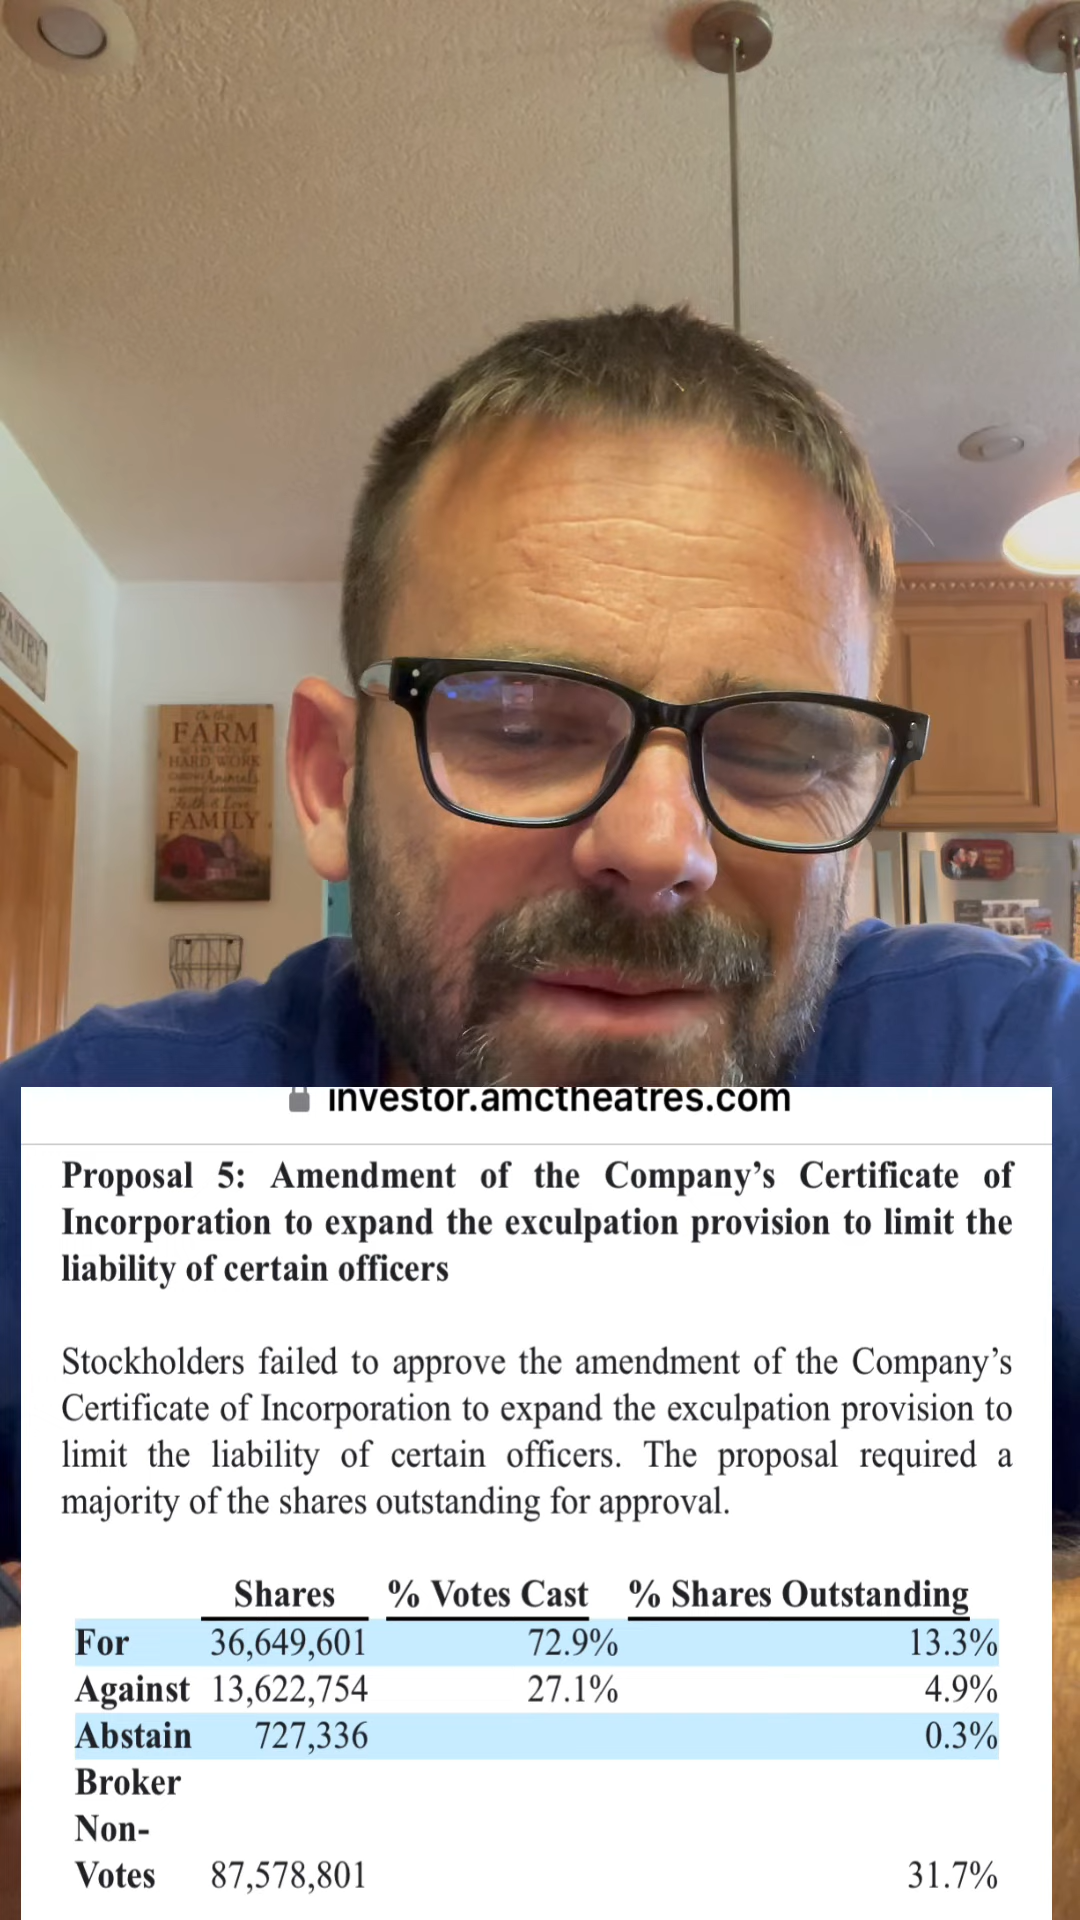 PANTRY
On this
FARM
HARD WORK
Animals
Faith & Love
FAMILY
investor.amctheatres.com
Proposal 5: Amendment of the Company’s Certificate of
Incorporation to expand the exculpation provision to limit the
liability of certain officers
Stockholders failed to approve the amendment of the Company’s
Certificate of Incorporation to expand the exculpation provision to
limit the liability of certain officers. The proposal required a
majority of the shares outstanding for approval.
Shares % Votes Cast % Shares Outstanding
For 36,649,601 72.9% 13.3%
Against 13,622,754 27.1% 4.9%
Abstain 727,336 0.3%
Broker
Non-
Votes 87,578,801 31.7%